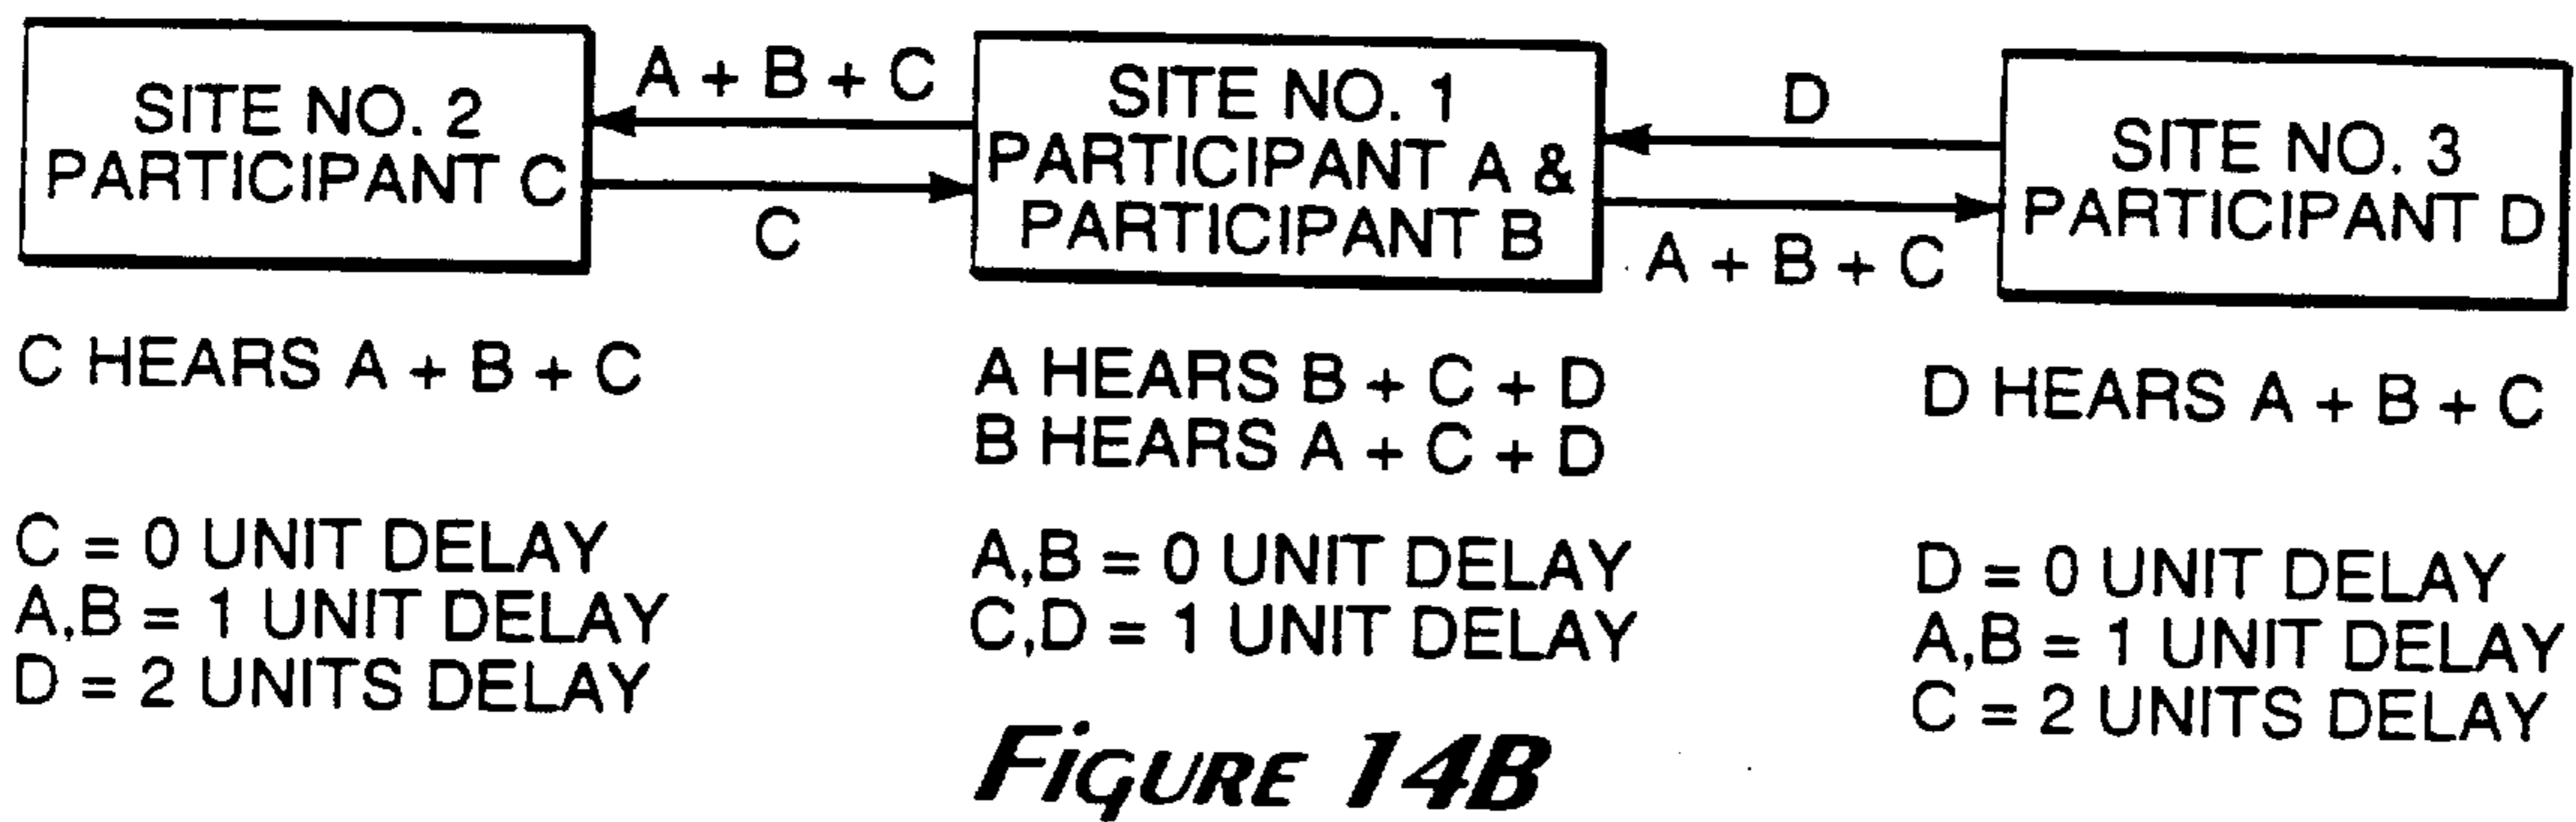 A + B + C
SITE NO. 2
PARTICIPANT C
C
SITE NO. 1
PARTICIPANT A &
PARTICIPANT B
D
A + B + C
SITE NO. 3
PARTICIPANT D
C HEARS A + B + C
A HEARS B + C + D
B HEARS A + C + D
D HEARS A + B + C
C = 0 UNIT DELAY
A,B = 1 UNIT DELAY
D = 2 UNITS DELAY
A,B = 0 UNIT DELAY
C,D = 1 UNIT DELAY
D = 0 UNIT DELAY
A,B = 1 UNIT DELAY
C = 2 UNITS DELAY
FIGURE 14B